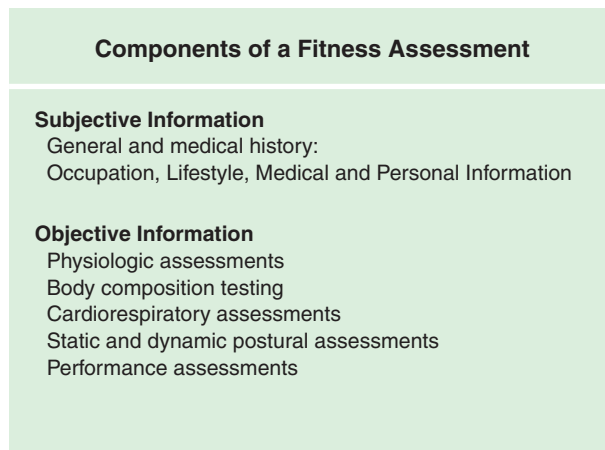 Components of a Fitness Assessment
Subjective Information
General and medical history:
Occupation, Lifestyle, Medical and Personal Information
Objective Information
Physiologic assessments
Body composition testing
Cardiorespiratory assessments
Static and dynamic postural assessments
Performance assessments